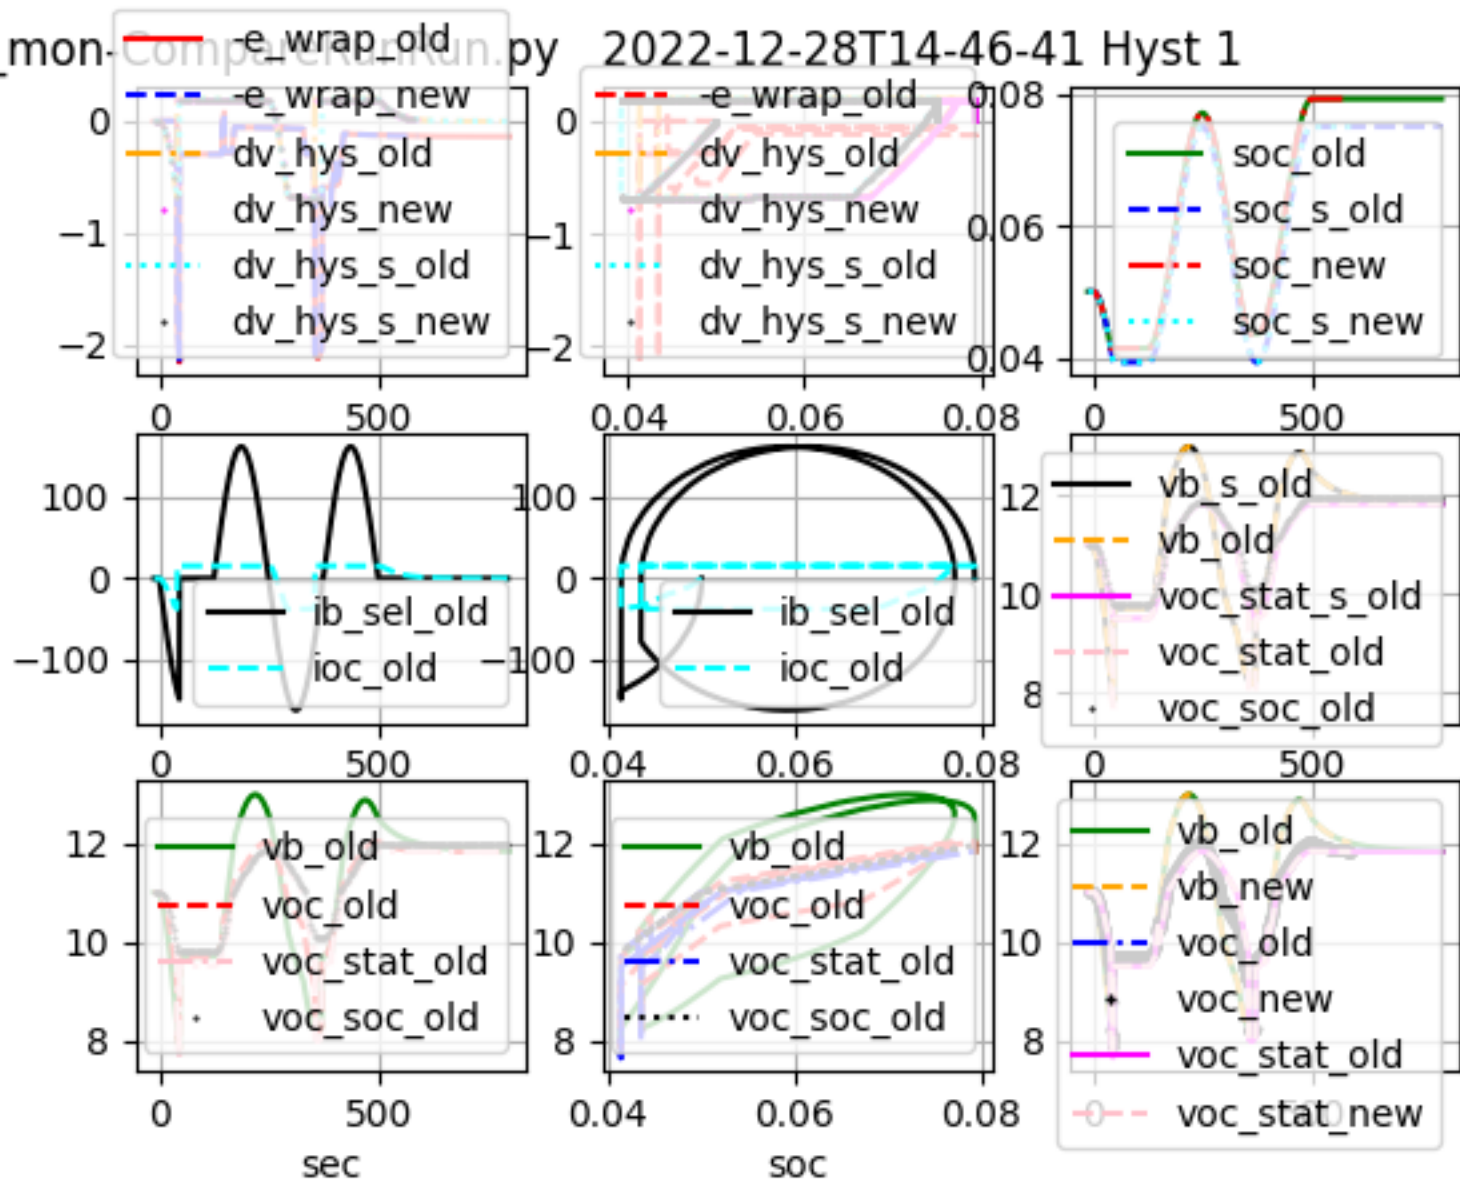 _mon-CompareRunRun.py 2022-12-28T14-46-41 Hyst 1
-e_wrap_old
-e_wrap_new
dv_hys_old
dv_hys_new
dv_hys_s_old
dv_hys_s_new
0
−1
−2
0
500
-e_wrap_old
dv_hys_old
dv_hys_new
dv_hys_s_old
dv_hys_s_new
0
−1
−2
0.04
0.06
0.08
soc_old
soc_s_old
soc_new
soc_s_new
0.08
0.06
0.04
0
500
ib_sel_old
ioc_old
100
0
−100
0
500
ib_sel_old
ioc_old
100
0
−100
0.04
0.06
0.08
vb_s_old
vb_old
voc_stat_s_old
voc_stat_old
voc_soc_old
12
10
8
0
500
vb_old
voc_old
voc_stat_old
voc_soc_old
12
10
8
0
500
sec
vb_old
voc_old
voc_stat_old
voc_soc_old
12
10
8
0.04
0.06
0.08
soc
vb_old
vb_new
voc_old
voc_new
voc_stat_old
voc_stat_new
12
10
8
0
500